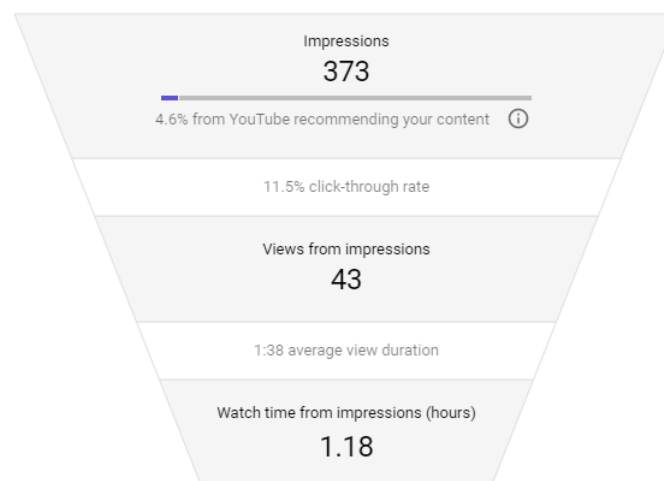 Impressions
373
4.6% from YouTube recommending your content
11.5% click-through rate
Views from impressions
43
1:38 average view duration
Watch time from impressions (hours)
1.18